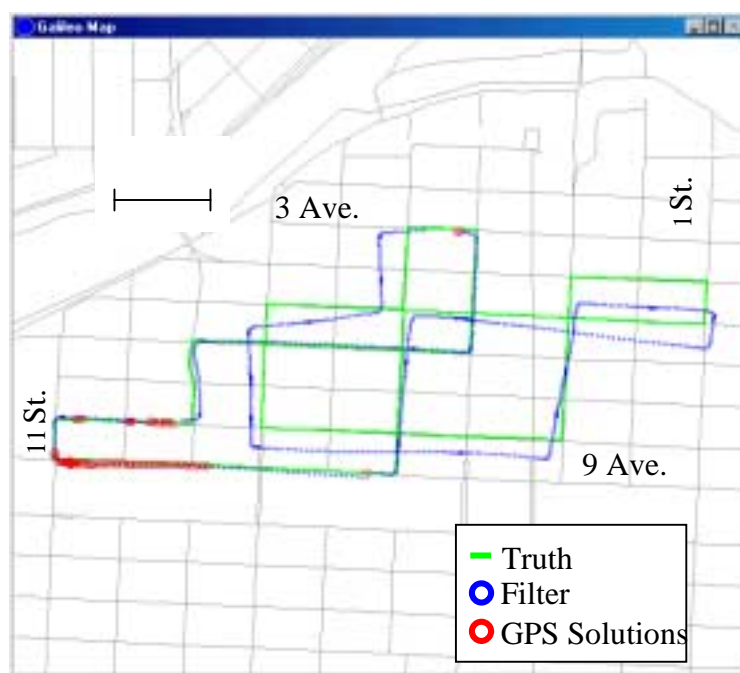 Galileo Map
3 Ave.
1 St.
11 St.
9 Ave.
Truth
Filter
GPS Solutions